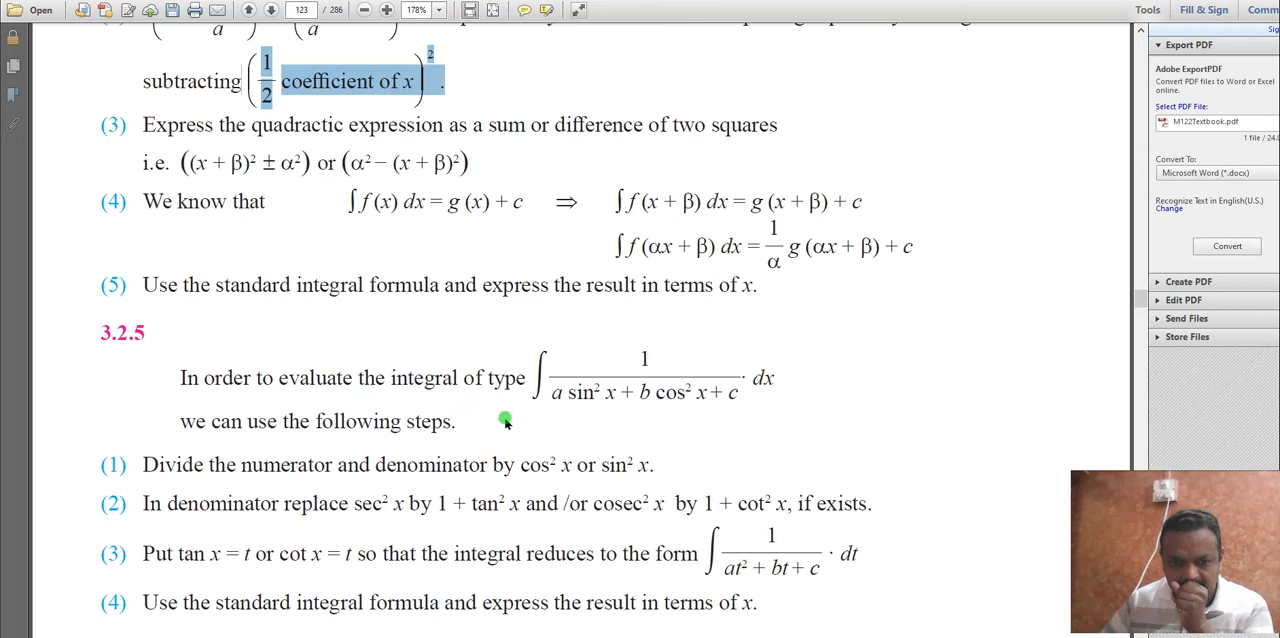 Open 123 / 286 178% Tools Fill & Sign Comm
a a
subtracting (1/2 coefficient of x)² .
(3) Express the quadractic expression as a sum or difference of two squares
i.e. ((x + β)² ± α²) or (α² − (x + β)²)
(4) We know that ∫ f (x) dx = g (x) + c ⇒ ∫ f (x + β) dx = g (x + β) + c
∫ f (αx + β) dx = 1/α g (αx + β) + c
(5) Use the standard integral formula and express the result in terms of x.
3.2.5
In order to evaluate the integral of type ∫ 1/(a sin² x + b cos² x + c) · dx
we can use the following steps.
(1) Divide the numerator and denominator by cos² x or sin² x.
(2) In denominator replace sec² x by 1 + tan² x and /or cosec² x by 1 + cot² x, if exists.
(3) Put tan x = t or cot x = t so that the integral reduces to the form ∫ 1/(at² + bt + c) · dt
(4) Use the standard integral formula and express the result in terms of x.
Sig
Export PDF
Adobe ExportPDF
Convert PDF files to Word or Excel
online.
Select PDF File:
M122Textbook.pdf
1 file / 24.
Convert To:
Microsoft Word (*.docx)
Recognize Text in English(U.S.)
Change
Convert
Create PDF
Edit PDF
Send Files
Store Files